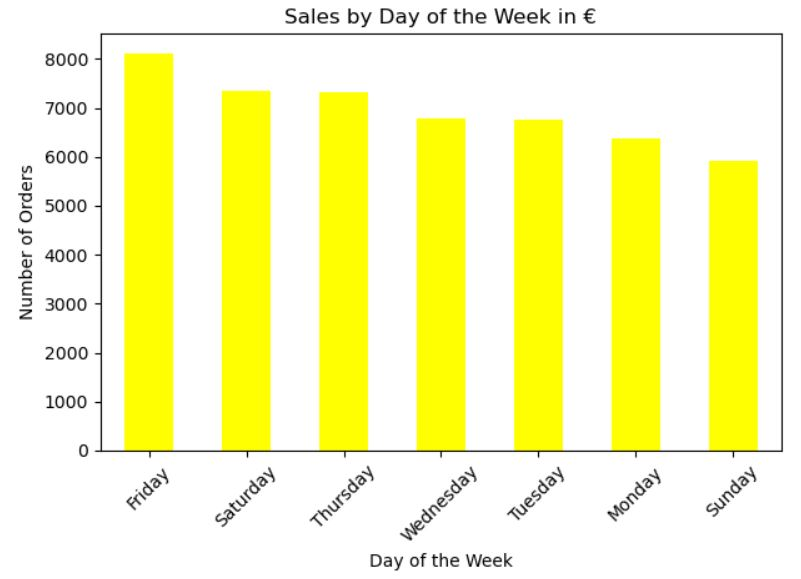 Sales by Day of the Week in €
Number of Orders
8000
7000
6000
5000
4000
3000
2000
1000
0
Friday Saturday Thursday Wednesday Tuesday Monday Sunday
Day of the Week